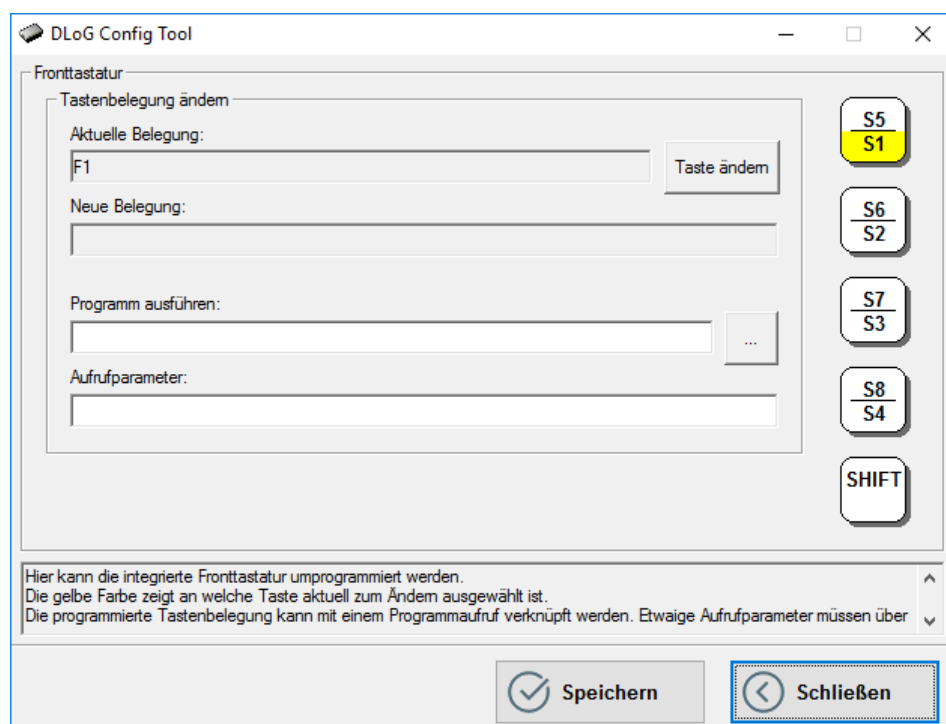 DLoG Config Tool
Fronttastatur
Tastenbelegung ändern
Aktuelle Belegung:
F1
Taste ändern
Neue Belegung:
Programm ausführen:
...
Aufrufparameter:
S5
S1
S6
S2
S7
S3
S8
S4
SHIFT
Hier kann die integrierte Fronttastatur umprogrammiert werden.
Die gelbe Farbe zeigt an welche Taste aktuell zum Ändern ausgewählt ist.
Die programmierte Tastenbelegung kann mit einem Programmaufruf verknüpft werden. Etwaige Aufrufparameter müssen über
Speichern
Schließen